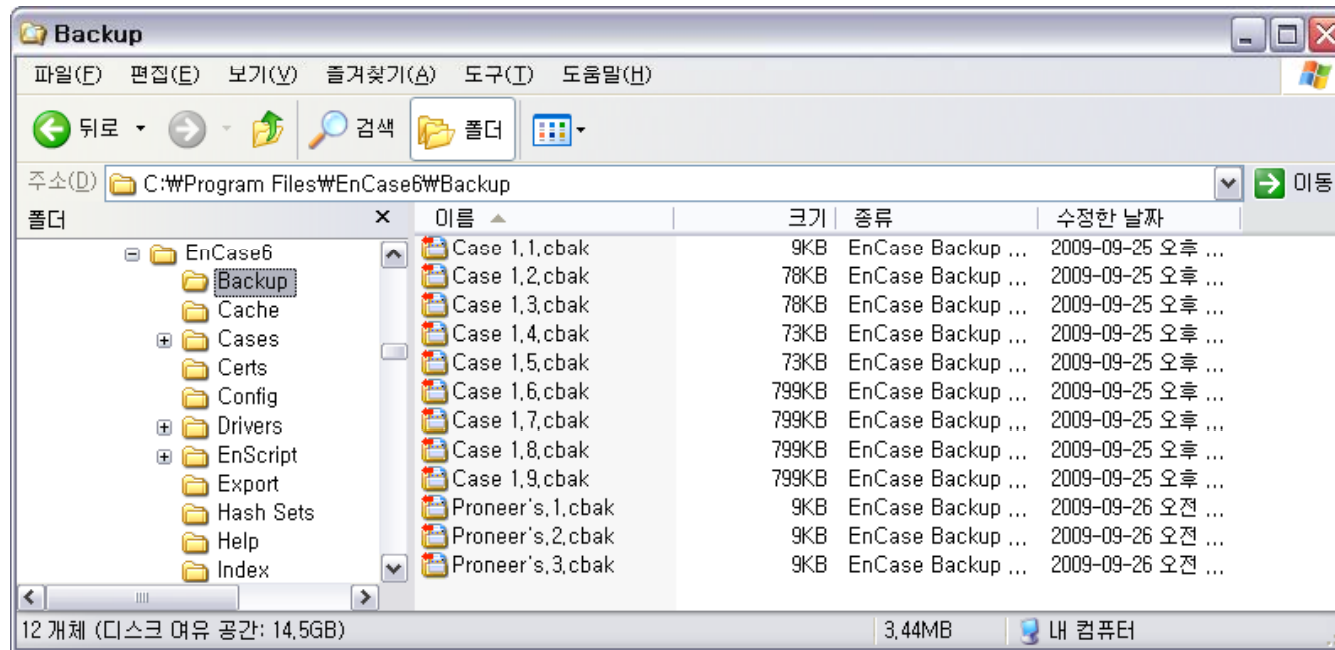 Backup
파일(F) 편집(E) 보기(V) 즐겨찾기(A) 도구(T) 도움말(H)
뒤로 검색 폴더
주소(D) C:₩Program Files₩EnCase6₩Backup 이동
폴더 × 이름 크기 종류 수정한 날짜
EnCase6
Backup
Cache
Cases
Certs
Config
Drivers
EnScript
Export
Hash Sets
Help
Index
Case 1,1,cbak 9KB EnCase Backup ... 2009-09-25 오후 ...
Case 1,2,cbak 78KB EnCase Backup ... 2009-09-25 오후 ...
Case 1,3,cbak 78KB EnCase Backup ... 2009-09-25 오후 ...
Case 1,4,cbak 73KB EnCase Backup ... 2009-09-25 오후 ...
Case 1,5,cbak 73KB EnCase Backup ... 2009-09-25 오후 ...
Case 1,6,cbak 799KB EnCase Backup ... 2009-09-25 오후 ...
Case 1,7,cbak 799KB EnCase Backup ... 2009-09-25 오후 ...
Case 1,8,cbak 799KB EnCase Backup ... 2009-09-25 오후 ...
Case 1,9,cbak 799KB EnCase Backup ... 2009-09-25 오후 ...
Proneer's,1,cbak 9KB EnCase Backup ... 2009-09-26 오전 ...
Proneer's,2,cbak 9KB EnCase Backup ... 2009-09-26 오전 ...
Proneer's,3,cbak 9KB EnCase Backup ... 2009-09-26 오전 ...
12 개체 (디스크 여유 공간: 14,5GB) 3,44MB 내 컴퓨터